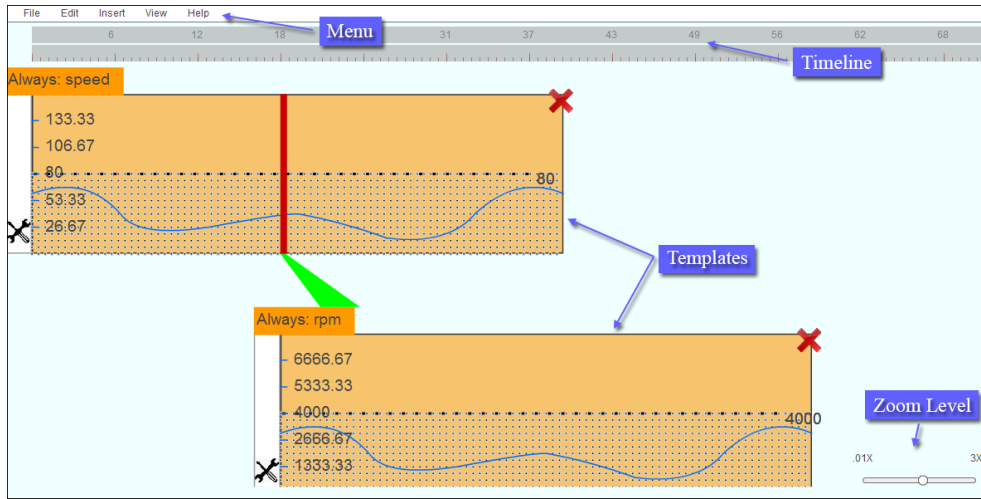 File Edit Insert View Help
Menu
6 12 18 31 37 43 49 56 62 68
Timeline
Always: speed
133.33
106.67
80
80
53.33
26.67
Templates
Always: rpm
6666.67
5333.33
4000
4000
2666.67
1333.33
Zoom Level
.01X 3X